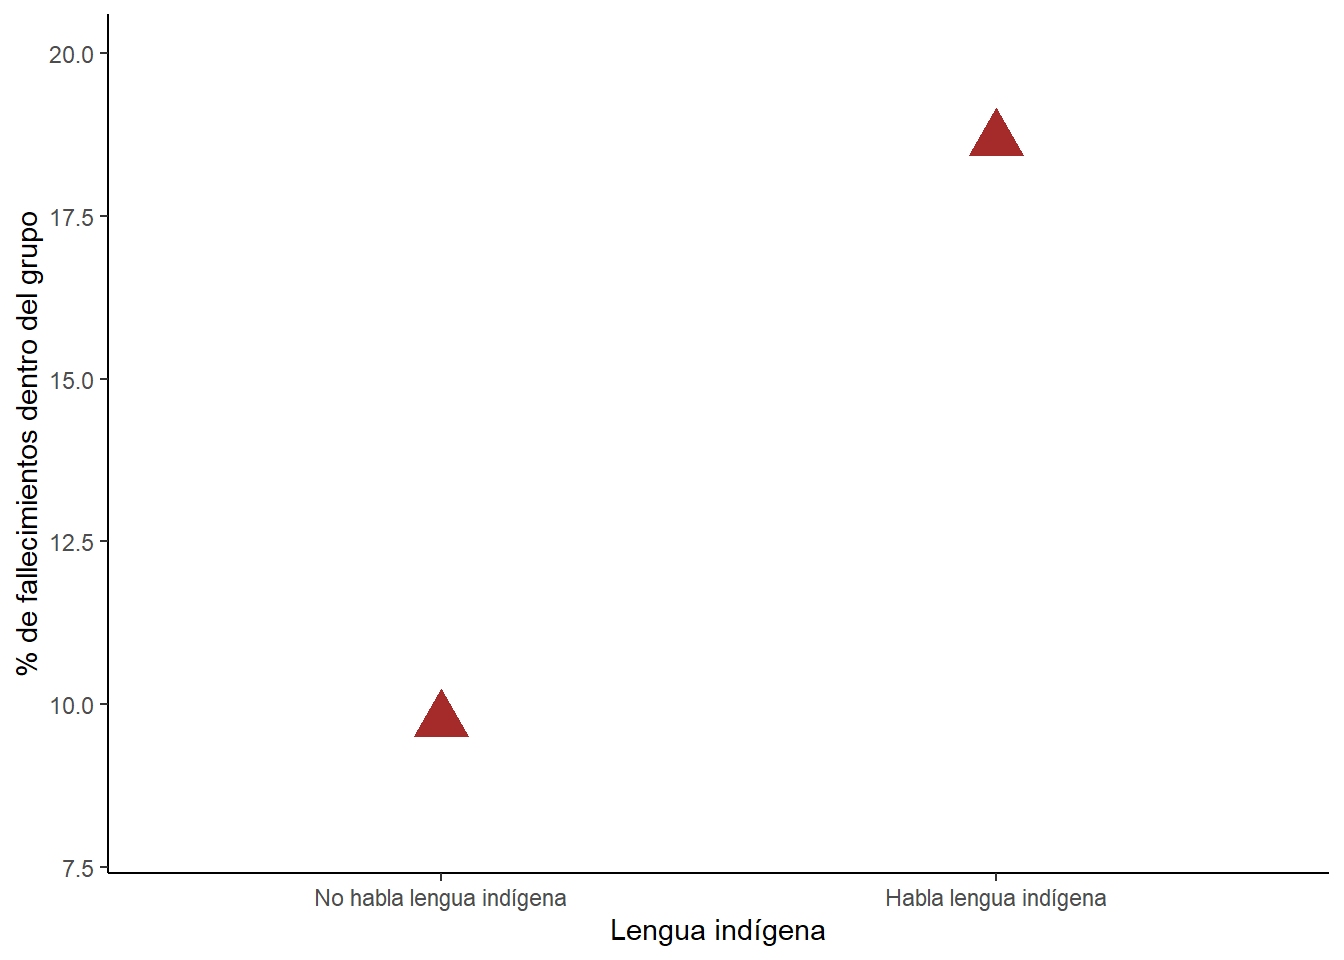 % de fallecimientos dentro del grupo
20.0
17.5
15.0
12.5
10.0
7.5
No habla lengua indígena
Habla lengua indígena
Lengua indígena